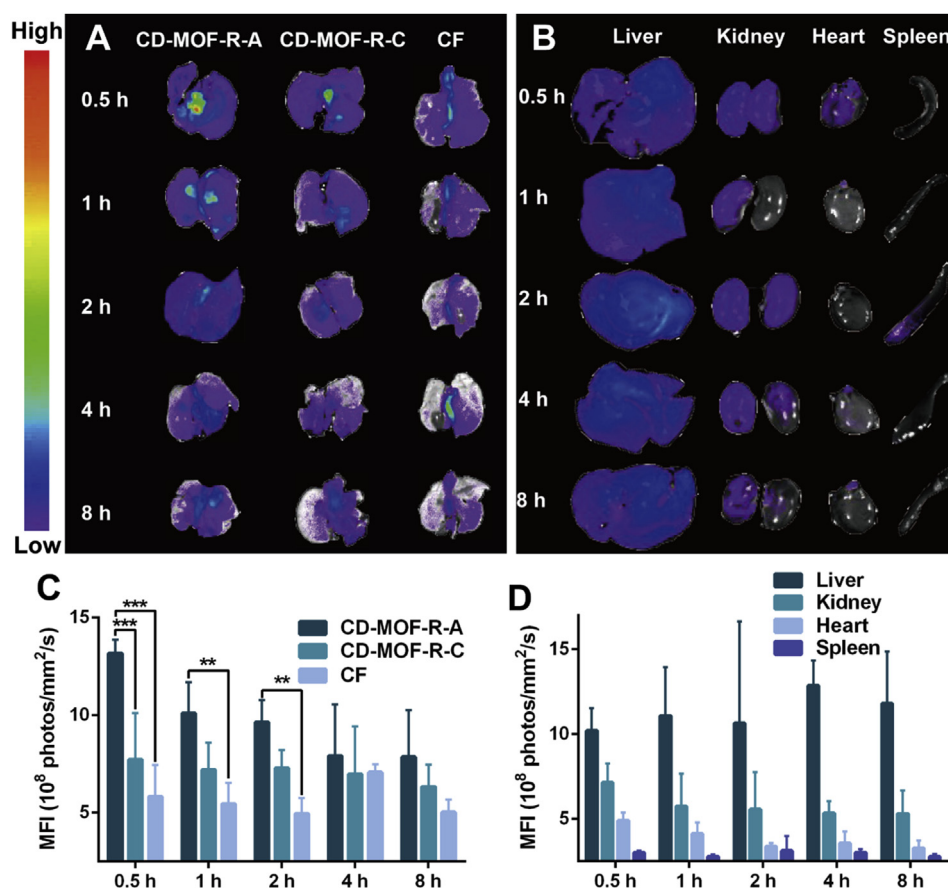 High
Low
A
CD-MOF-R-A CD-MOF-R-C CF
0.5 h
1 h
2 h
4 h
8 h
B
Liver Kidney Heart Spleen
0.5 h
1 h
2 h
4 h
8 h
C
MFI (10⁸ photos/mm²/s)
15
10
5
***
***
**
**
CD-MOF-R-A
CD-MOF-R-C
CF
0.5 h 1 h 2 h 4 h 8 h
D
MFI (10⁸ photos/mm²/s)
15
10
5
Liver
Kidney
Heart
Spleen
0.5 h 1 h 2 h 4 h 8 h